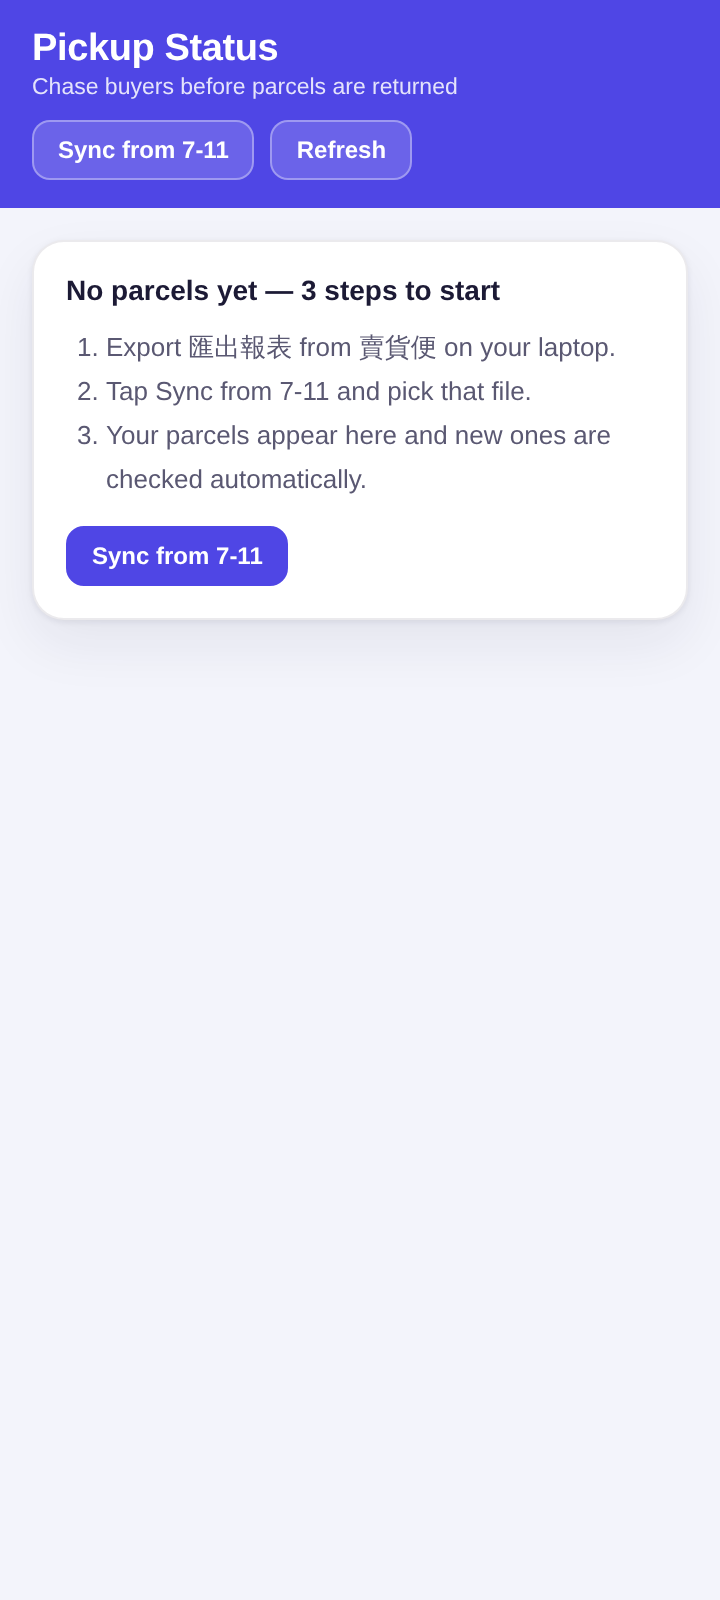 Pickup Status
Chase buyers before parcels are returned
Sync from 7-11
Refresh
No parcels yet — 3 steps to start
1. Export 匯出報表 from 賣貨便 on your laptop.
2. Tap Sync from 7-11 and pick that file.
3. Your parcels appear here and new ones are
checked automatically.
Sync from 7-11